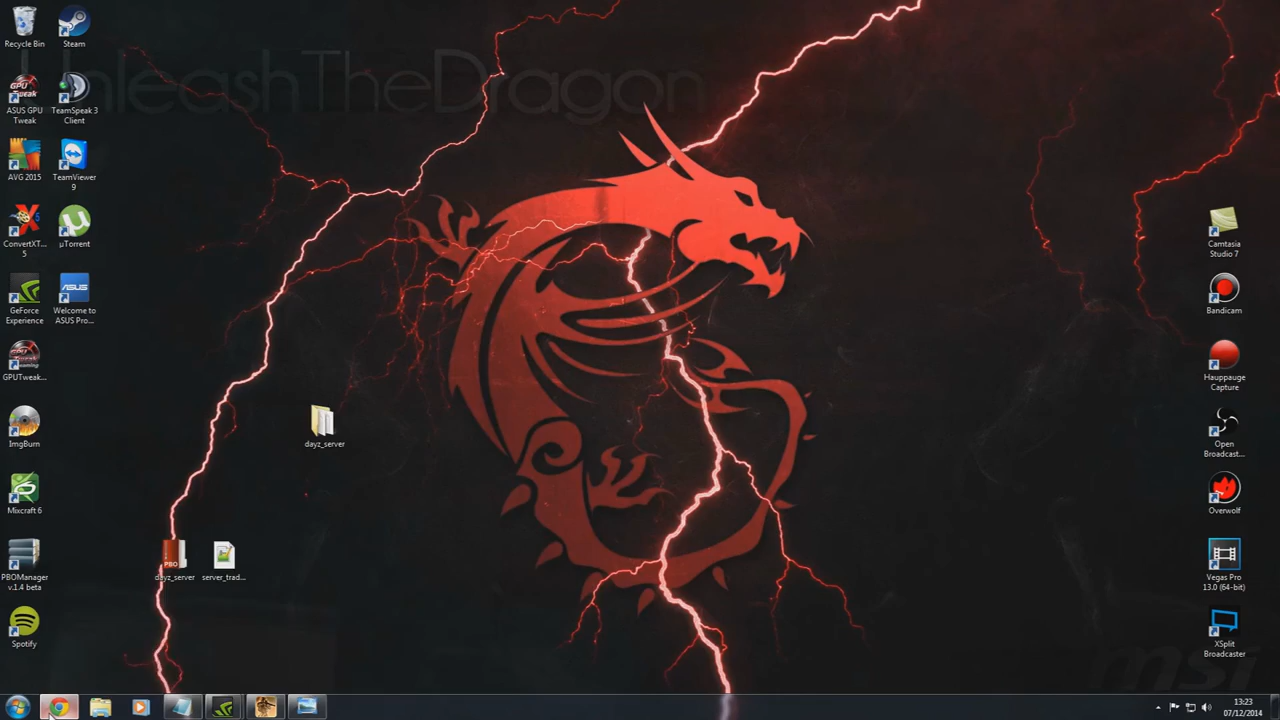 UnleashTheDragon
Recycle Bin
Steam
ASUS GPU
Tweak
TeamSpeak 3
Client
AVG 2015
TeamViewer
9
ConvertXT...
5
µTorrent
GeForce
Experience
Welcome to
ASUS Pro...
GPUTweak...
ImgBurn
Mixcraft 6
PBOManager
v.1.4 beta
Spotify
dayz_server
PBO
dayz_server
server_trad...
Camtasia
Studio 7
Bandicam
Hauppauge
Capture
Open
Broadcast...
Overwolf
Vegas Pro
13.0 (64-bit)
XSplit
Broadcaster
msi
13:23
07/12/2014